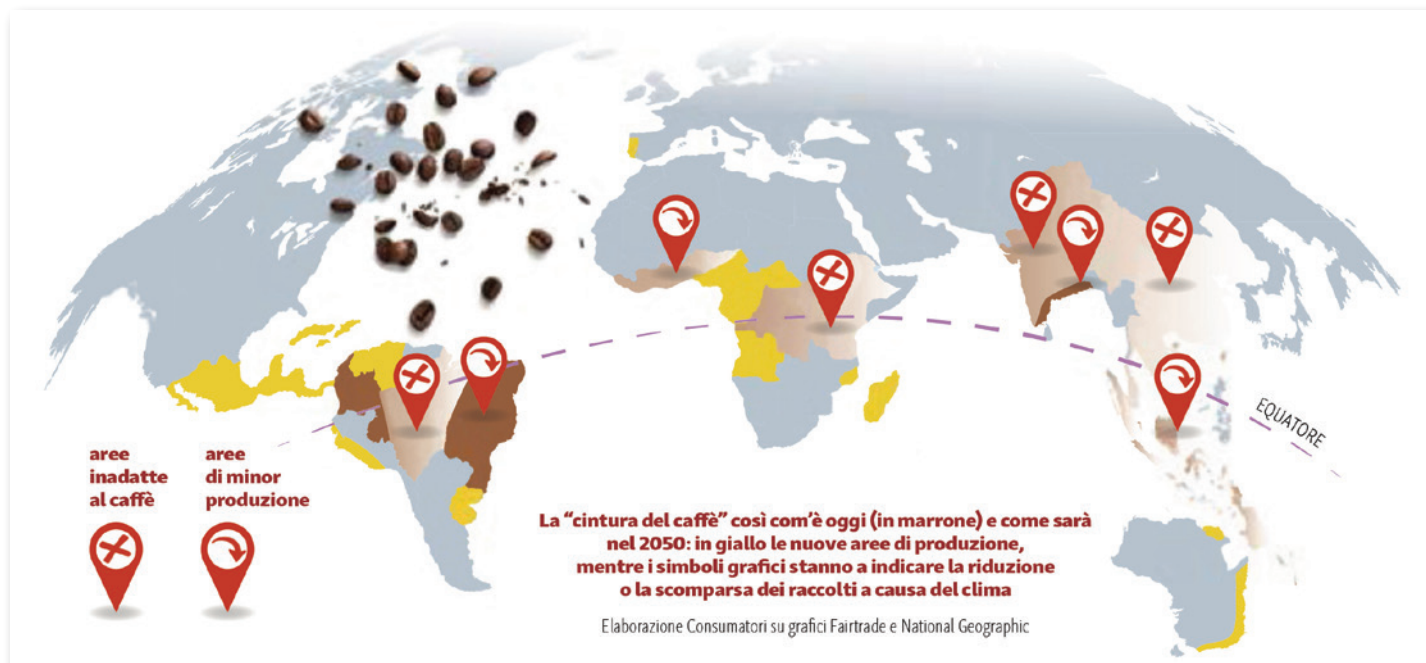 EQUATORE
aree
inadatte
al caffè
aree
di minor
produzione
La “cintura del caffè” così com’è oggi (in marrone) e come sarà
nel 2050: in giallo le nuove aree di produzione,
mentre i simboli grafici stanno a indicare la riduzione
o la scomparsa dei raccolti a causa del clima
Elaborazione Consumatori su grafici Fairtrade e National Geographic